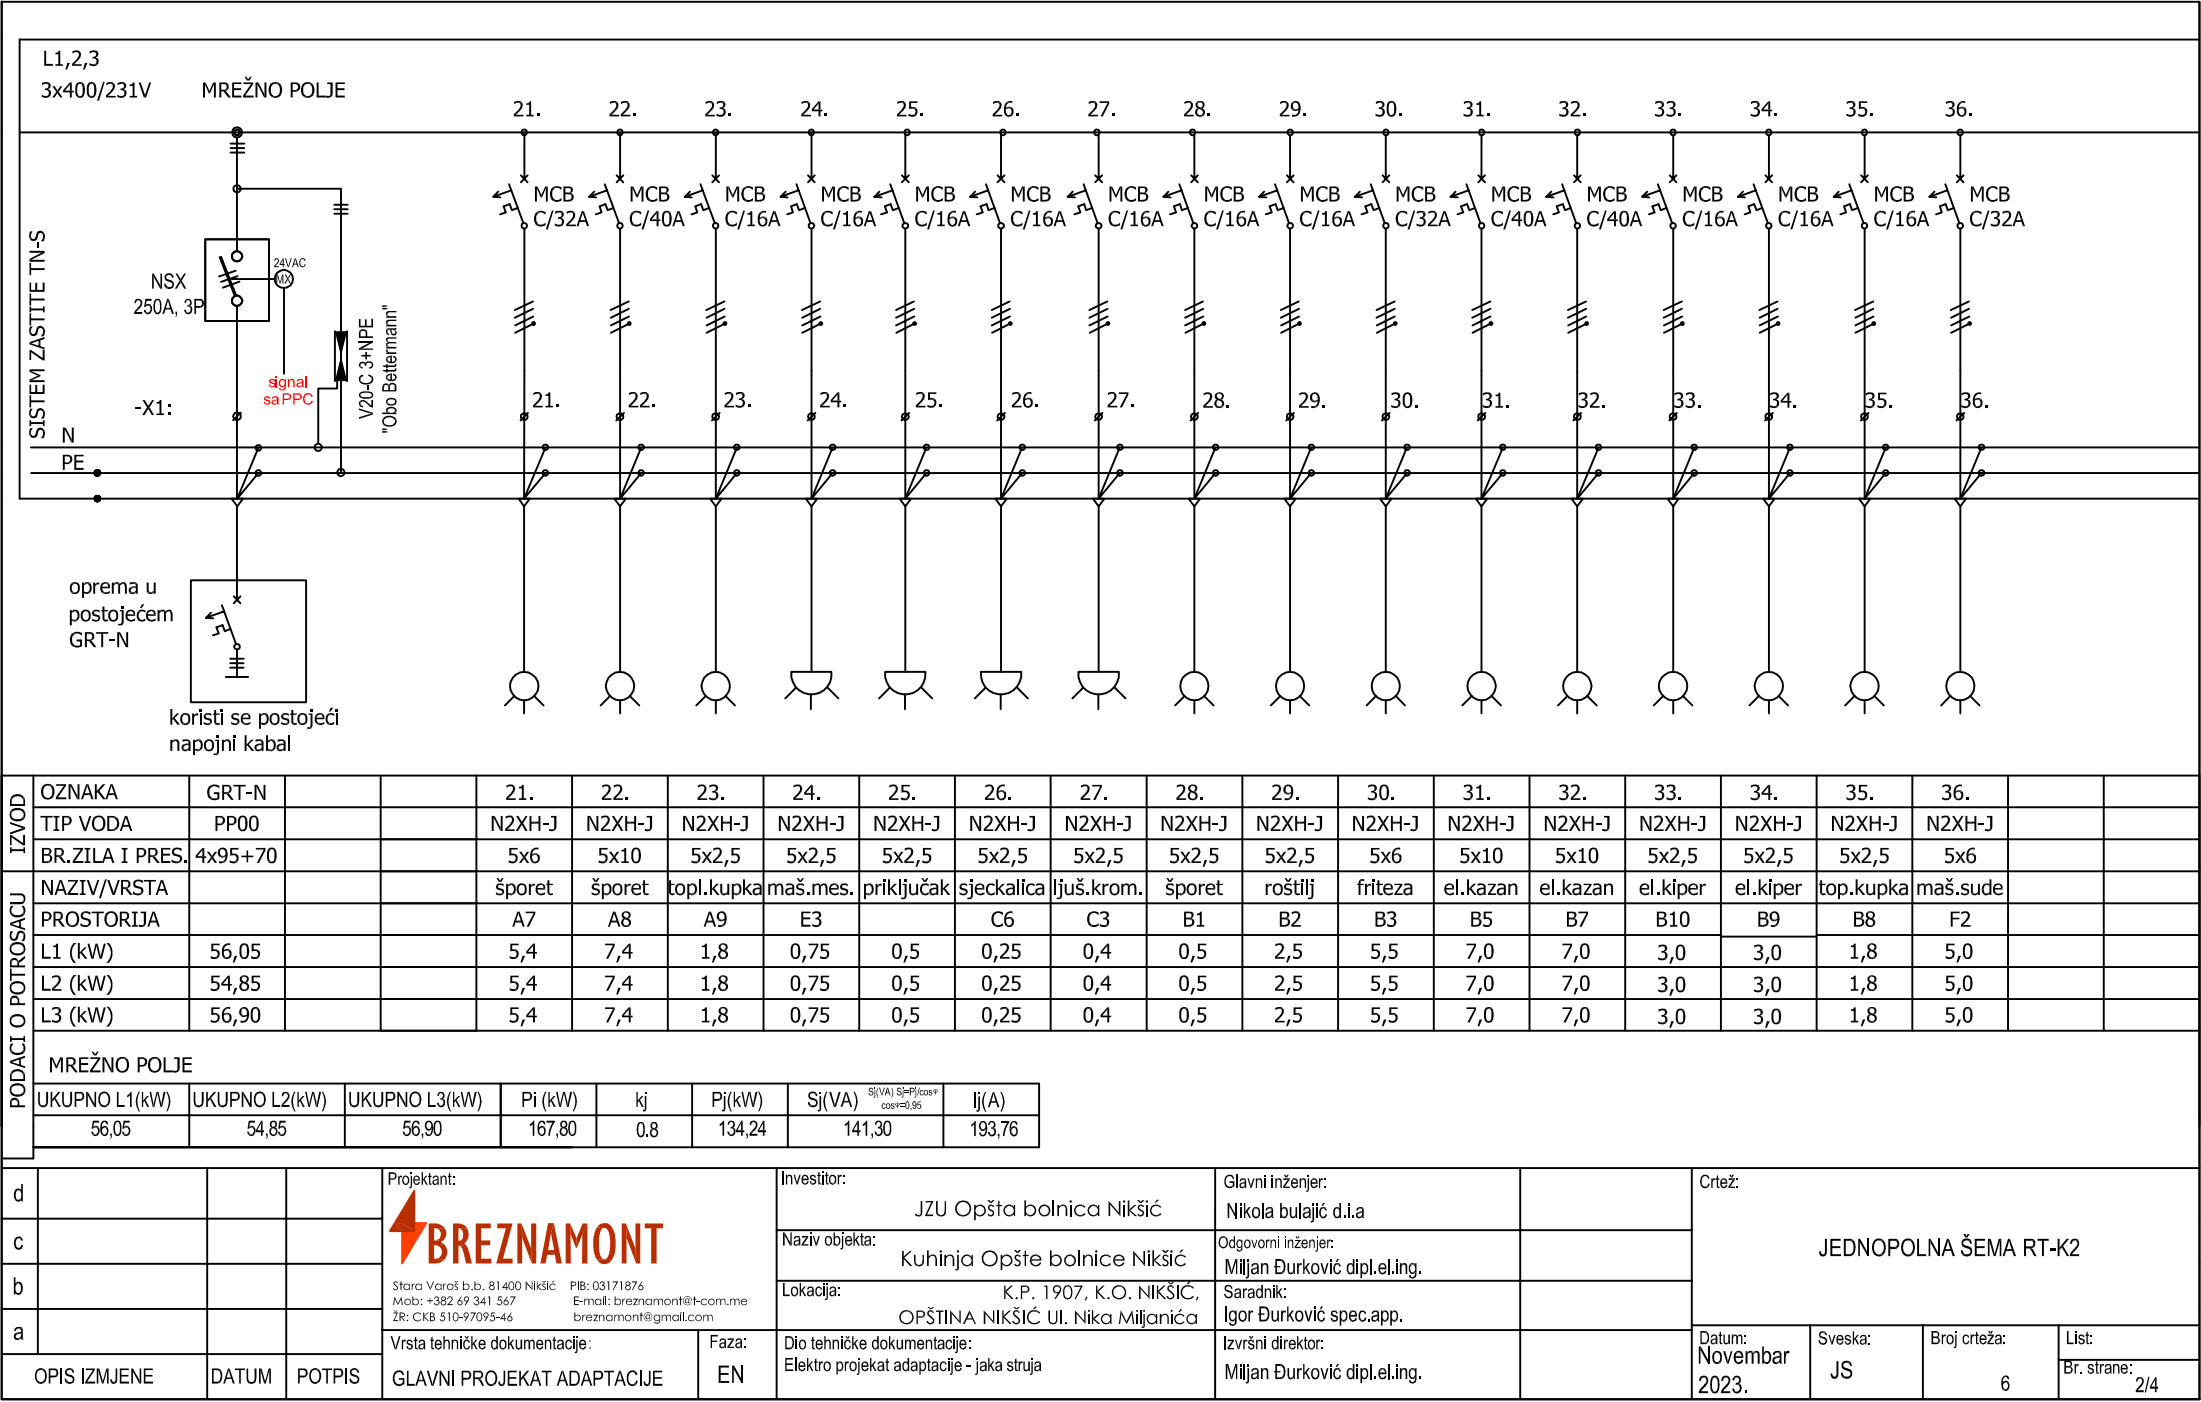 L1,2,3
3x400/231V MREŽNO POLJE
21. 22. 23. 24. 25. 26. 27. 28. 29. 30. 31. 32. 33. 34. 35. 36.
MCB MCB MCB MCB MCB MCB MCB MCB MCB MCB MCB MCB MCB MCB MCB MCB
C/32A C/40A C/16A C/16A C/16A C/16A C/16A C/16A C/16A C/32A C/40A C/40A C/16A C/16A C/16A C/32A
SISTEM ZASTITE TN-S
24VAC
MX
NSX
250A, 3P
V20-C 3+NPE
"Obo Bettermann"
signal
sa PPC
-X1:
21. 22. 23. 24. 25. 26. 27. 28. 29. 30. 31. 32. 33. 34. 35. 36.
N
PE
oprema u
postojećem
GRT-N
koristi se postojeći
napojni kabal
IZVOD
OZNAKA GRT-N 21. 22. 23. 24. 25. 26. 27. 28. 29. 30. 31. 32. 33. 34. 35. 36.
TIP VODA PP00 N2XH-J N2XH-J N2XH-J N2XH-J N2XH-J N2XH-J N2XH-J N2XH-J N2XH-J N2XH-J N2XH-J N2XH-J N2XH-J N2XH-J N2XH-J N2XH-J
BR.ZILA I PRES. 4x95+70 5x6 5x10 5x2,5 5x2,5 5x2,5 5x2,5 5x2,5 5x2,5 5x2,5 5x6 5x10 5x10 5x2,5 5x2,5 5x2,5 5x6
PODACI O POTROSACU
NAZIV/VRSTA šporet šporet topl.kupka maš.mes. priključak sjeckalica ljuš.krom. šporet roštilj friteza el.kazan el.kazan el.kiper el.kiper top.kupka maš.sude
PROSTORIJA A7 A8 A9 E3 C6 C3 B1 B2 B3 B5 B7 B10 B9 B8 F2
L1 (kW) 56,05 5,4 7,4 1,8 0,75 0,5 0,25 0,4 0,5 2,5 5,5 7,0 7,0 3,0 3,0 1,8 5,0
L2 (kW) 54,85 5,4 7,4 1,8 0,75 0,5 0,25 0,4 0,5 2,5 5,5 7,0 7,0 3,0 3,0 1,8 5,0
L3 (kW) 56,90 5,4 7,4 1,8 0,75 0,5 0,25 0,4 0,5 2,5 5,5 7,0 7,0 3,0 3,0 1,8 5,0
MREŽNO POLJE
UKUPNO L1(kW) UKUPNO L2(kW) UKUPNO L3(kW) Pi (kW) kj Pj(kW) Sj(VA) Sj(VA) Sj=Pj/cosφ cosφ=0,95 Ij(A)
56,05 54,85 56,90 167,80 0.8 134,24 141,30 193,76
d
c
b
a
OPIS IZMJENE DATUM POTPIS
Projektant:
BREZNAMONT
Stara Varoš b.b. 81400 Nikšić PIB: 03171876
Mob: +382 69 341 567 E-mail: breznamont@t-com.me
ŽR: CKB 510-97095-46 breznamont@gmail.com
Vrsta tehničke dokumentacije:
GLAVNI PROJEKAT ADAPTACIJE
Faza:
EN
Investitor:
JZU Opšta bolnica Nikšić
Naziv objekta:
Kuhinja Opšte bolnice Nikšić
Lokacija:
K.P. 1907, K.O. NIKŠIĆ,
OPŠTINA NIKŠIĆ Ul. Nika Miljanića
Dio tehničke dokumentacije:
Elektro projekat adaptacije - jaka struja
Glavni inženjer:
Nikola bulajić d.i.a
Odgovorni inženjer:
Miljan Đurković dipl.el.ing.
Saradnik:
Igor Đurković spec.app.
Izvršni direktor:
Miljan Đurković dipl.el.ing.
Crtež:
JEDNOPOLNA ŠEMA RT-K2
Datum:
Novembar
2023.
Sveska:
JS
Broj crteža:
6
List:
Br. strane:
2/4